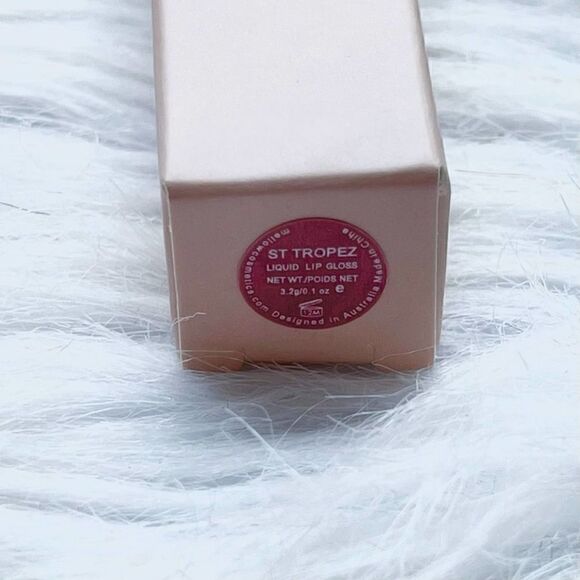 ST TROPEZ
LIQUID LIP GLOSS
NET WT./POIDS NET
3.2g/0.1 oz e
12M
mellowcosmetics.com Designed in Australia Made in China